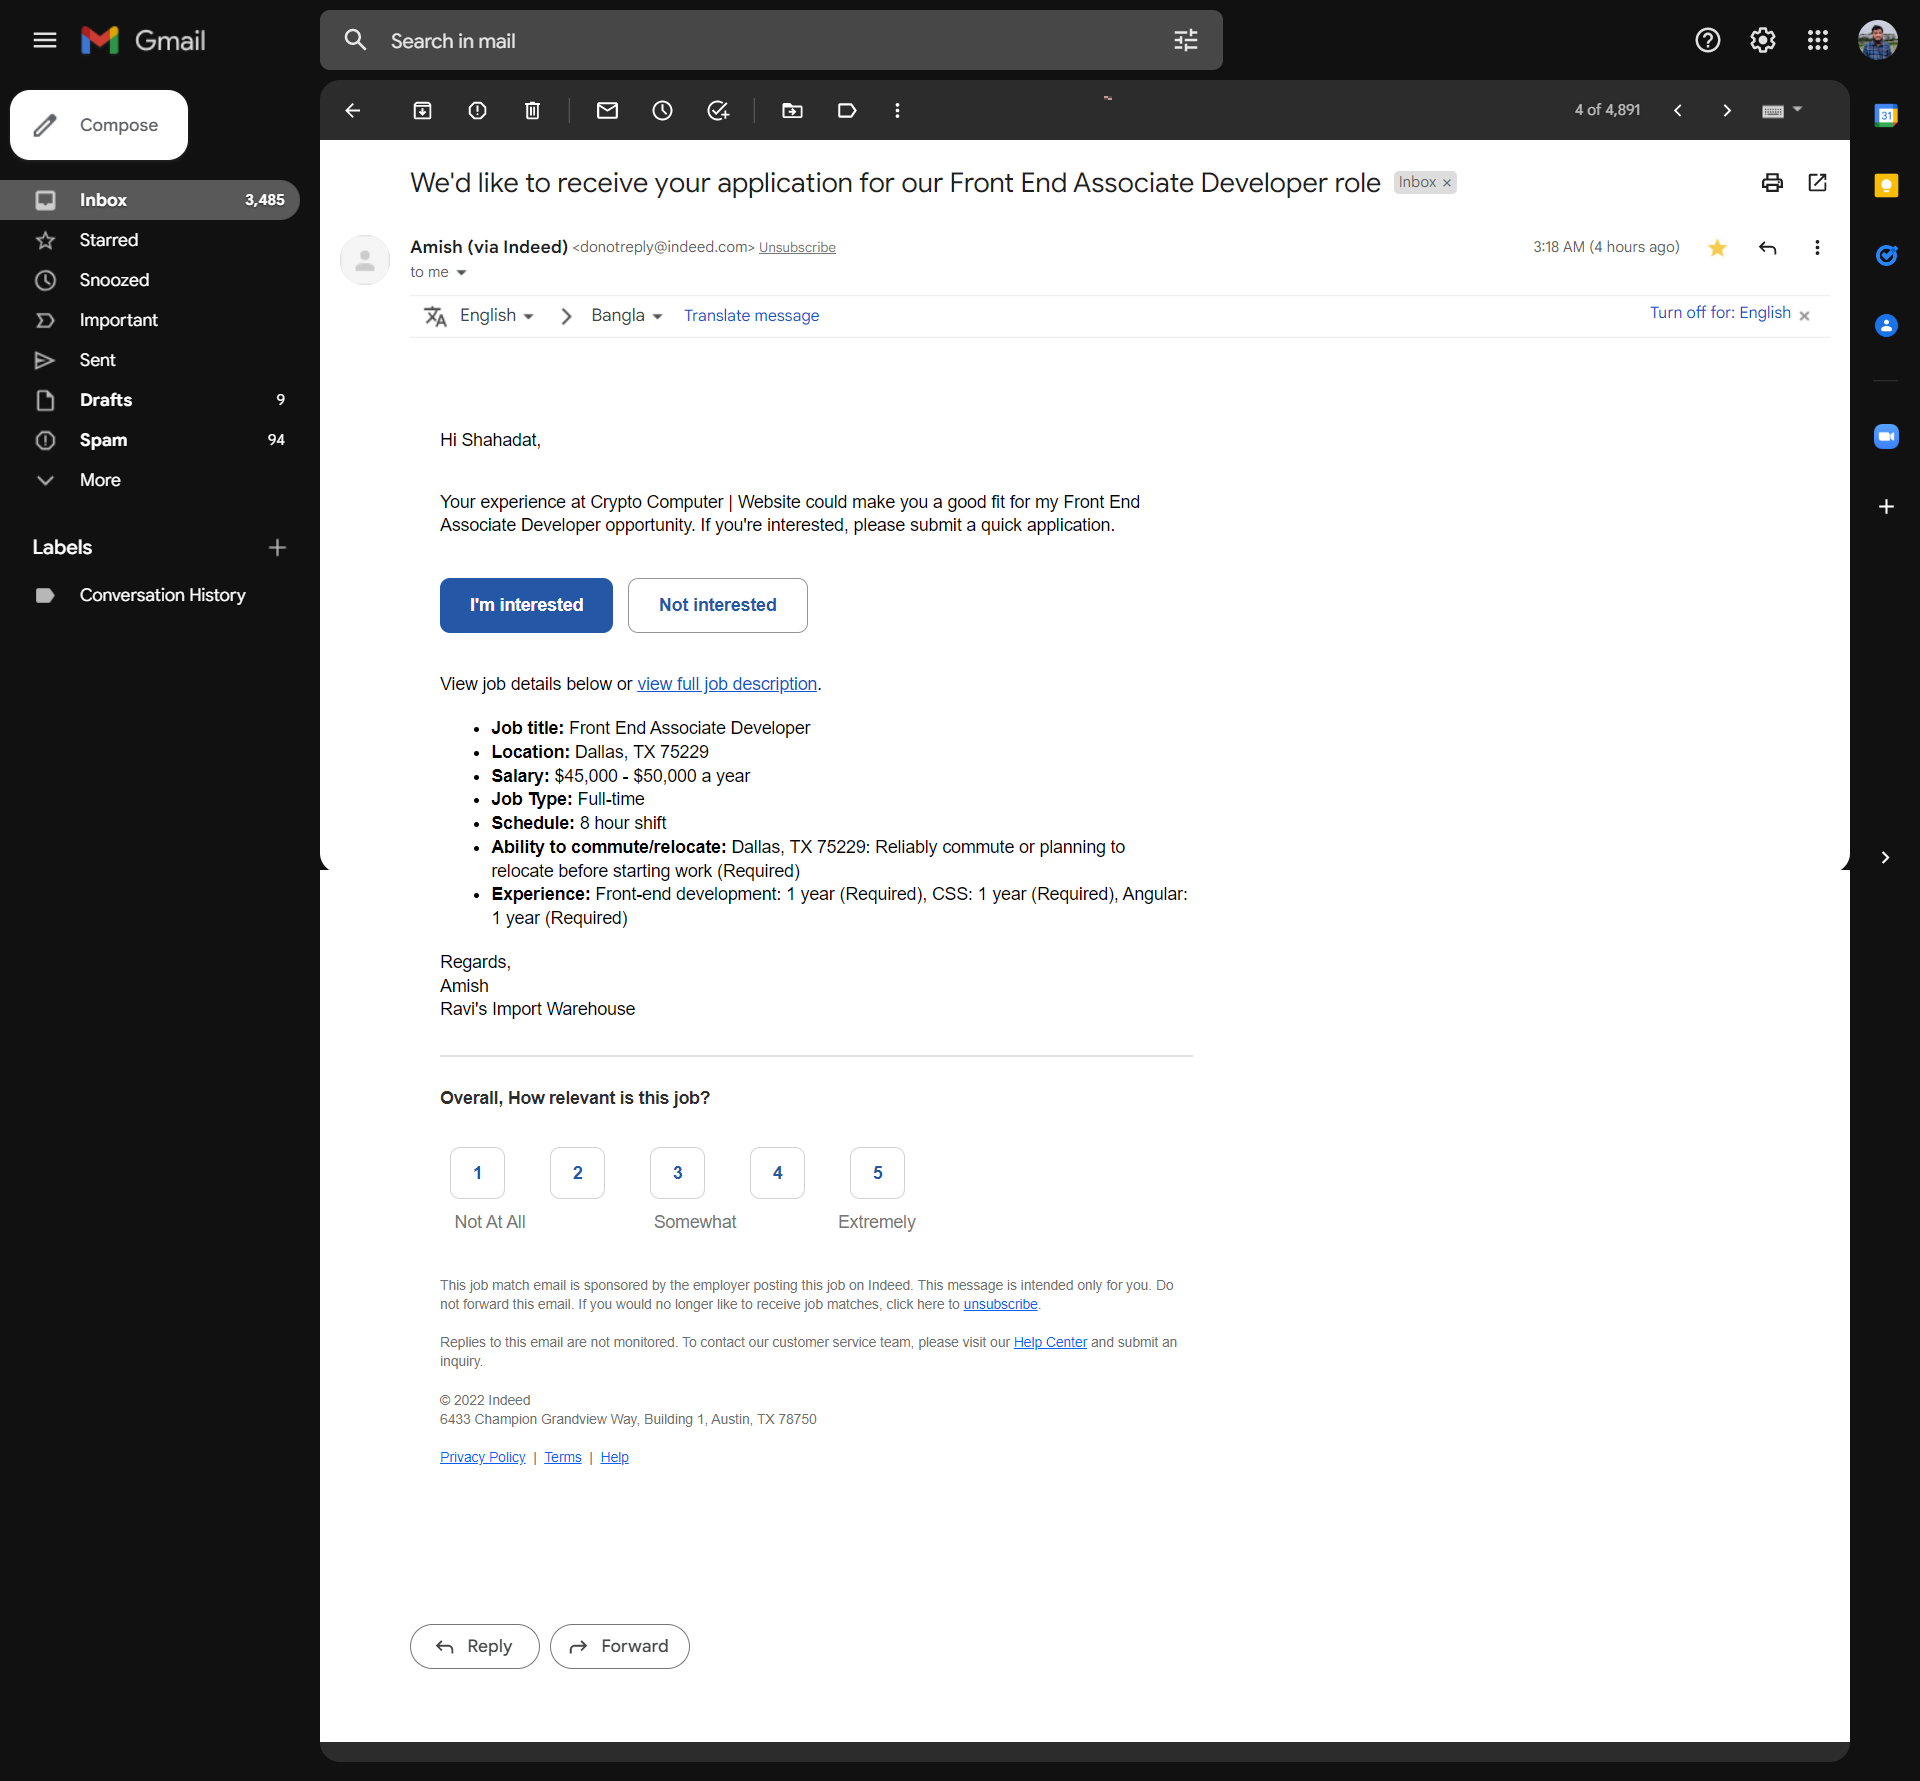 Gmail
Search in mail
Compose
4 of 4,891
31
Inbox 3,485
Starred
Snoozed
Important
Sent
Drafts 9
Spam 94
More
Labels
Conversation History
We'd like to receive your application for our Front End Associate Developer role Inbox ×
Amish (via Indeed) <donotreply@indeed.com> Unsubscribe 3:18 AM (4 hours ago)
to me
English Bangla Translate message Turn off for: English ×
Hi Shahadat,
Your experience at Crypto Computer | Website could make you a good fit for my Front End
Associate Developer opportunity. If you're interested, please submit a quick application.
I'm interested Not interested
View job details below or view full job description.
• Job title: Front End Associate Developer
• Location: Dallas, TX 75229
• Salary: $45,000 - $50,000 a year
• Job Type: Full-time
• Schedule: 8 hour shift
• Ability to commute/relocate: Dallas, TX 75229: Reliably commute or planning to
relocate before starting work (Required)
• Experience: Front-end development: 1 year (Required), CSS: 1 year (Required), Angular:
1 year (Required)
Regards,
Amish
Ravi's Import Warehouse
Overall, How relevant is this job?
1 2 3 4 5
Not At All Somewhat Extremely
This job match email is sponsored by the employer posting this job on Indeed. This message is intended only for you. Do
not forward this email. If you would no longer like to receive job matches, click here to unsubscribe.
Replies to this email are not monitored. To contact our customer service team, please visit our Help Center and submit an
inquiry.
© 2022 Indeed
6433 Champion Grandview Way, Building 1, Austin, TX 78750
Privacy Policy | Terms | Help
Reply Forward